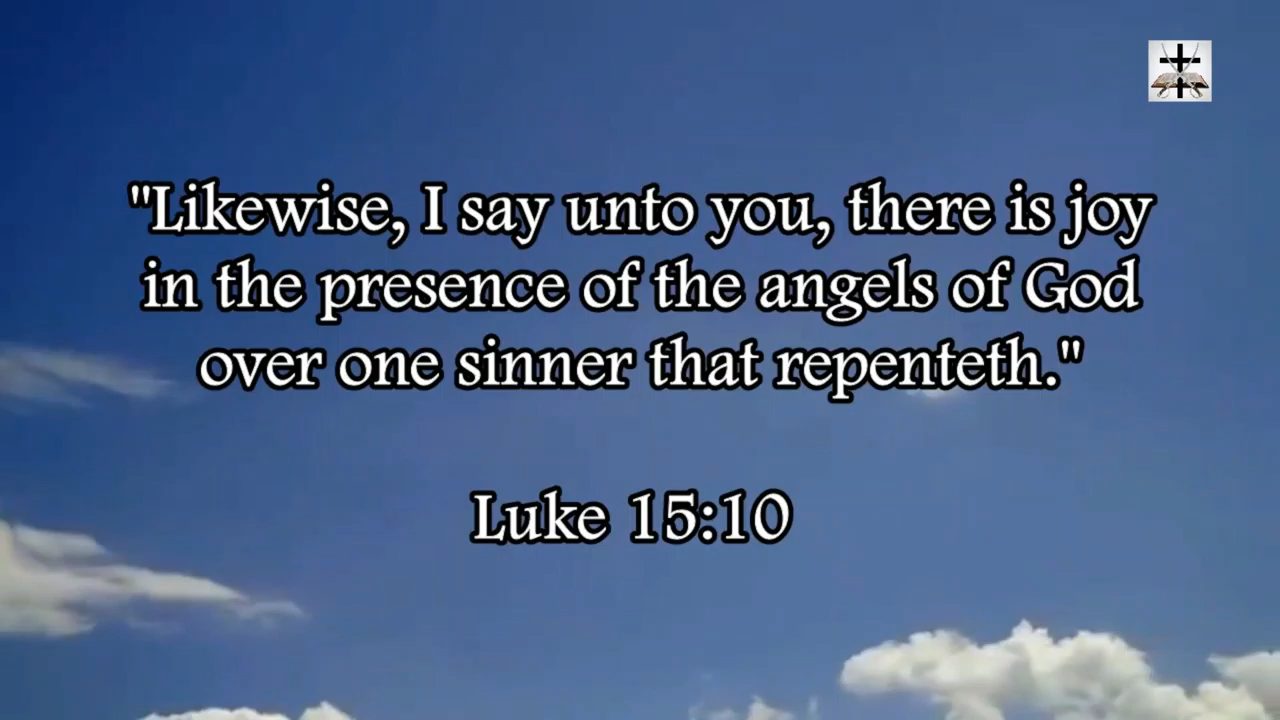 "Likewise, I say unto you, there is joy
in the presence of the angels of God
over one sinner that repenteth."
Luke 15:10